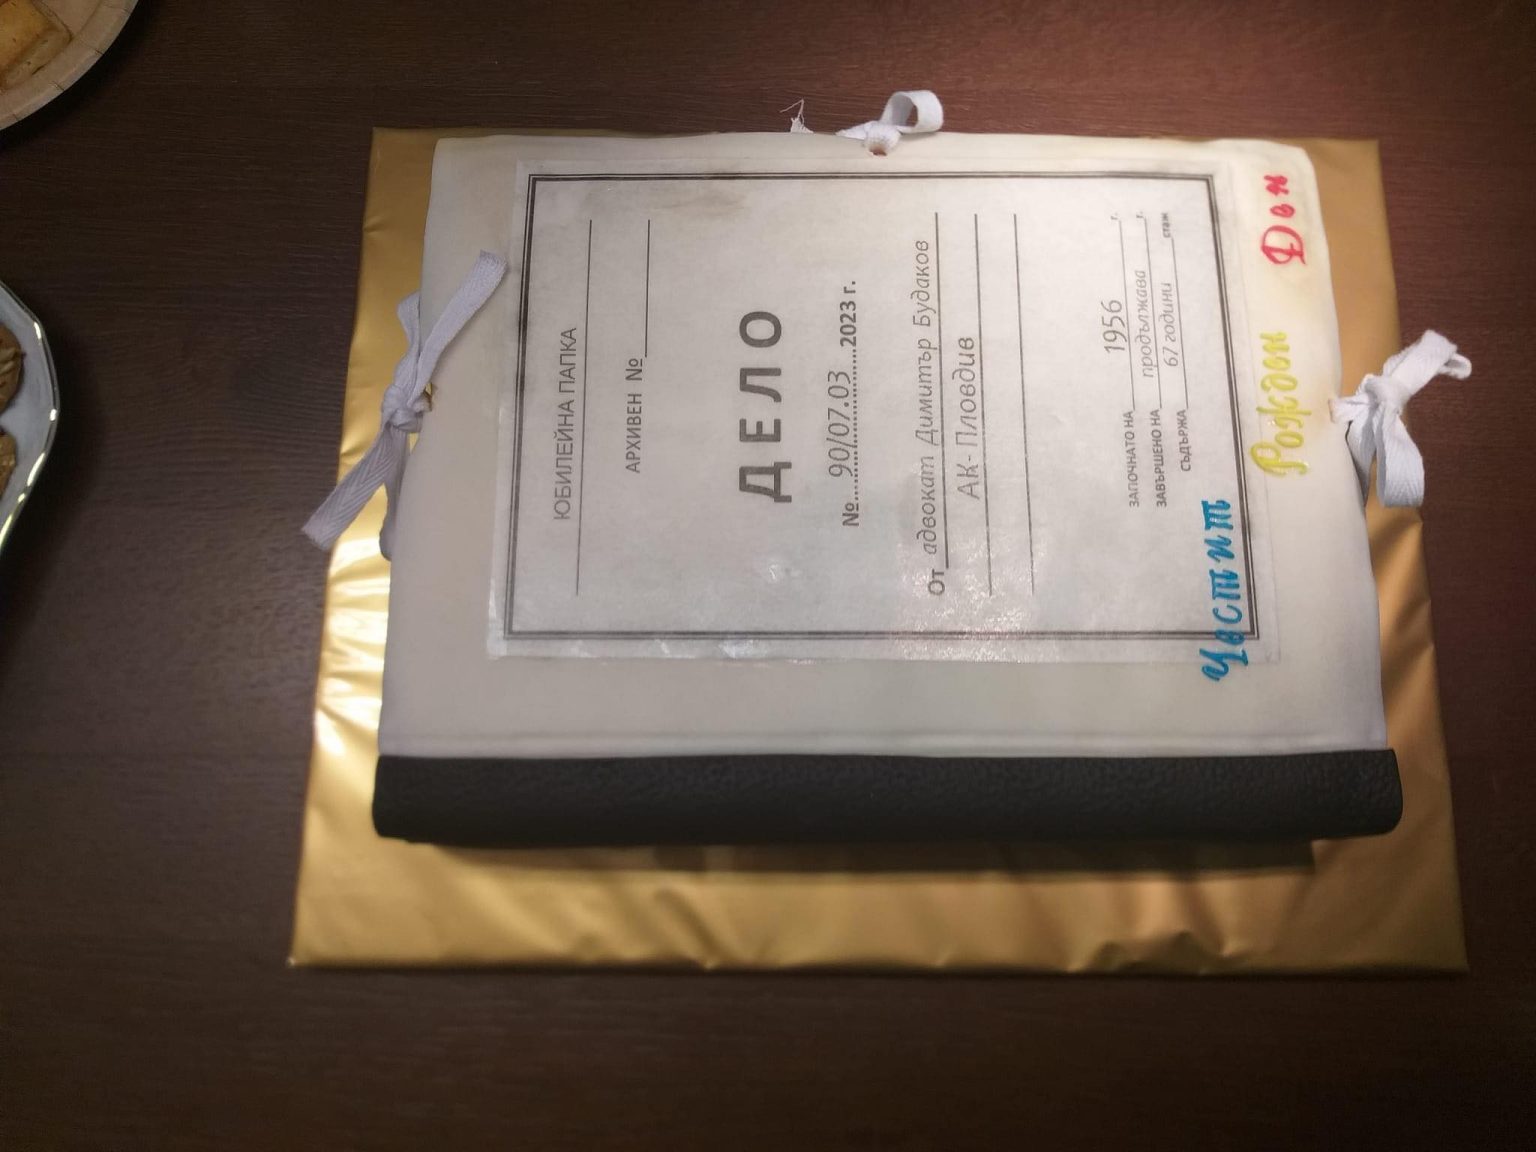 ЮБИЛЕЙНА ПАПКА
АРХИВЕН №
ДЕЛО
№ 90/07.03 2023 г.
От адвокат Димитър Будаков
АК- Пловдив
ЗАПОЧНАТО НА 1956 г.
ЗАВЪРШЕНО НА продължава г.
СЪДЪРЖА 67 години стаж
Честит
Рожден
Ден